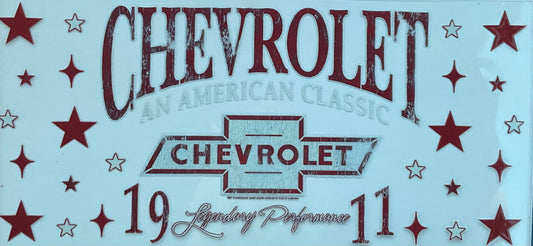 CHEVROLET
AN AMERICAN CLASSIC
CHEVROLET
19 Legendary Performance 11